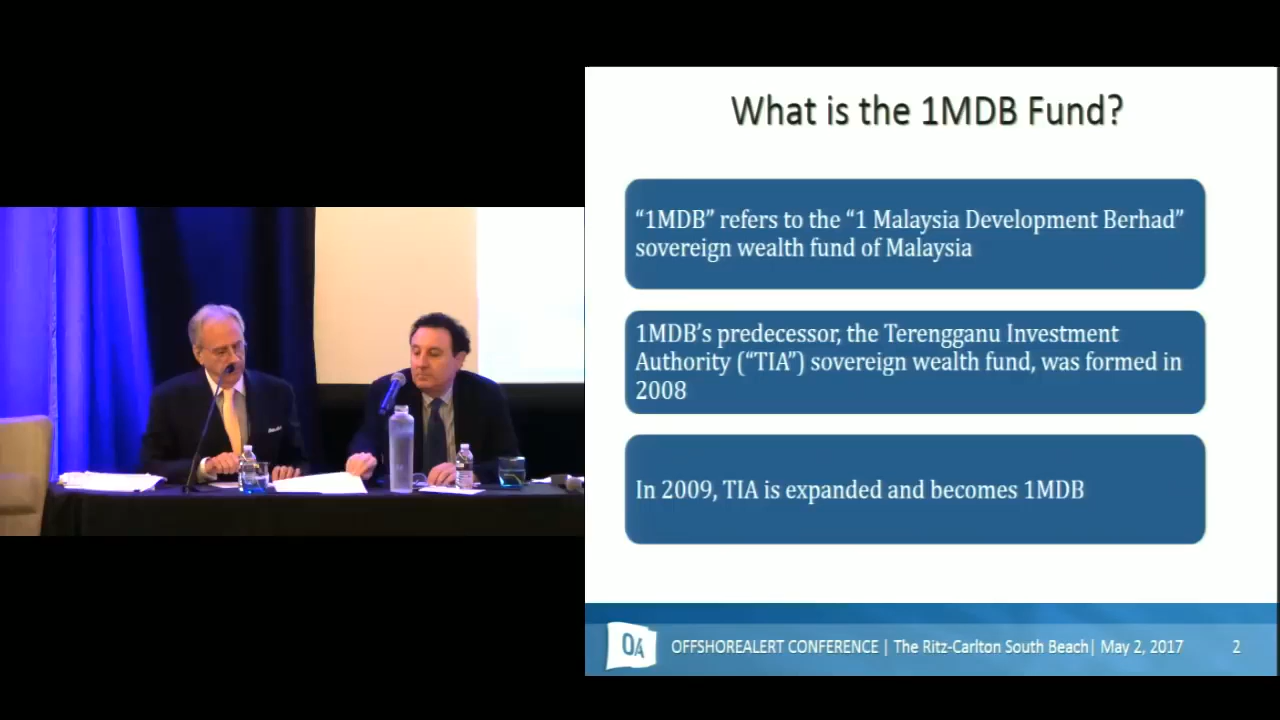 What is the 1MDB Fund?
“1MDB” refers to the “1 Malaysia Development Berhad”
sovereign wealth fund of Malaysia
1MDB’s predecessor, the Terengganu Investment
Authority (“TIA”) sovereign wealth fund, was formed in
2008
In 2009, TIA is expanded and becomes 1MDB
OA
OFFSHOREALERT CONFERENCE | The Ritz-Carlton South Beach| May 2, 2017
2